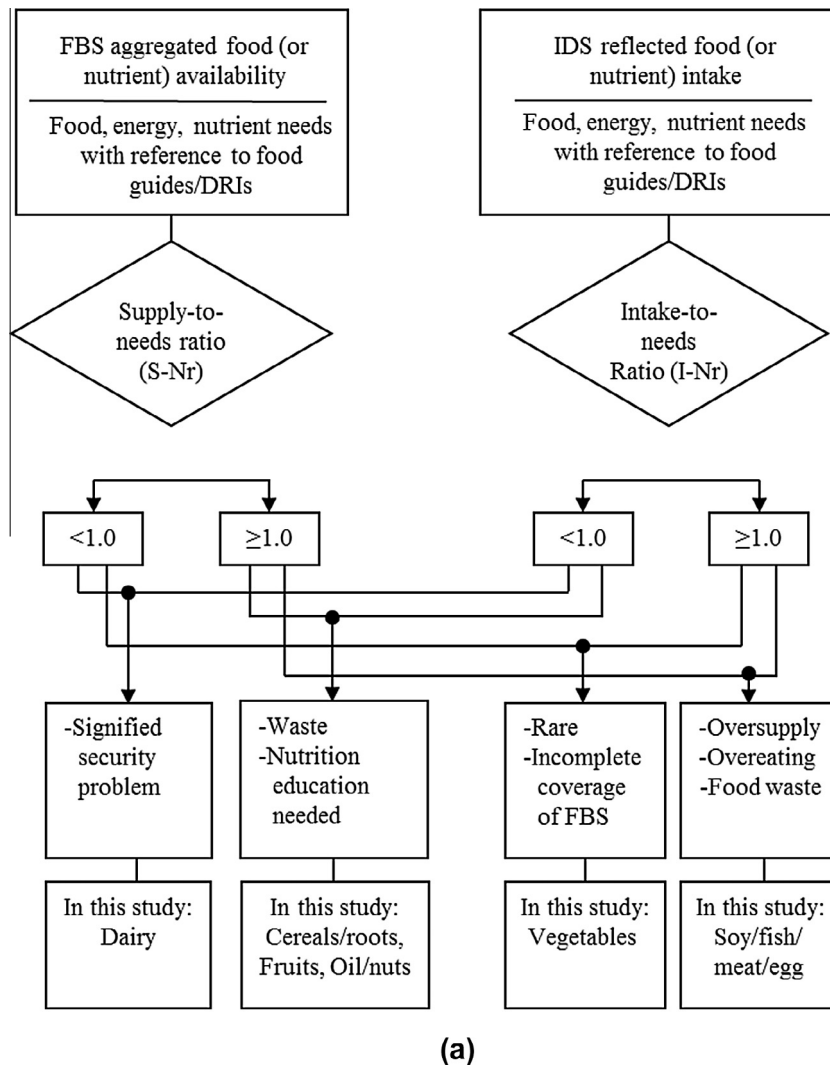 FBS aggregated food (or
nutrient) availability
Food, energy, nutrient needs
with reference to food
guides/DRIs
IDS reflected food (or
nutrient) intake
Food, energy, nutrient needs
with reference to food
guides/DRIs
Supply-to-
needs ratio
(S-Nr)
Intake-to-
needs
Ratio (I-Nr)
<1.0
≥1.0
<1.0
≥1.0
-Signified
security
problem
-Waste
-Nutrition
education
needed
-Rare
-Incomplete
coverage
of FBS
-Oversupply
-Overeating
-Food waste
In this study:
Dairy
In this study:
Cereals/roots,
Fruits, Oil/nuts
In this study:
Vegetables
In this study:
Soy/fish/
meat/egg
(a)